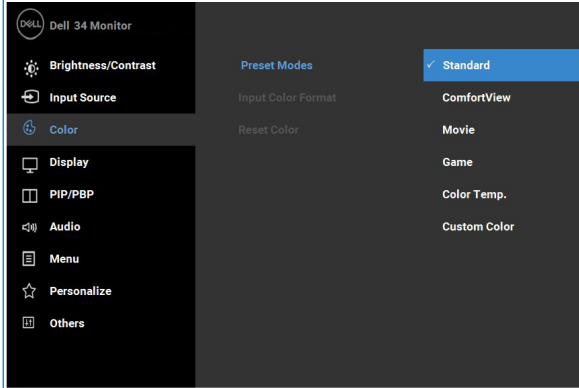 DELL Dell 34 Monitor
Brightness/Contrast Preset Modes ✓ Standard
Input Source Input Color Format ComfortView
Color Reset Color Movie
Display Game
PIP/PBP Color Temp.
Audio Custom Color
Menu
Personalize
Others